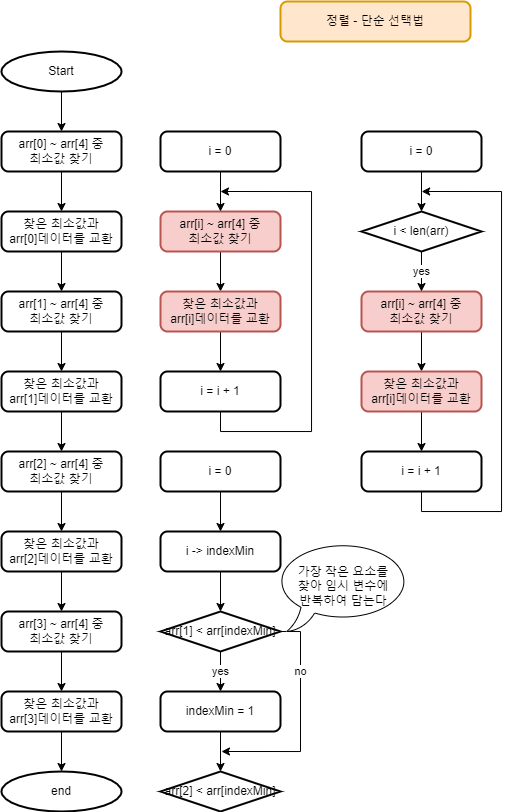 정렬 - 단순 선택법
Start
arr[0] ~ arr[4] 중
최소값 찾기
찾은 최소값과
arr[0]데이터를 교환
arr[1] ~ arr[4] 중
최소값 찾기
찾은 최소값과
arr[1]데이터를 교환
arr[2] ~ arr[4] 중
최소값 찾기
찾은 최소값과
arr[2]데이터를 교환
arr[3] ~ arr[4] 중
최소값 찾기
찾은 최소값과
arr[3]데이터를 교환
end
i = 0
arr[i] ~ arr[4] 중
최소값 찾기
찾은 최소값과
arr[i]데이터를 교환
i = i + 1
i = 0
i -> indexMin
arr[1] < arr[indexMin]
yes
no
indexMin = 1
arr[2] < arr[indexMin]
가장 작은 요소를
찾아 임시 변수에
반복하여 담는다
i = 0
i < len(arr)
yes
arr[i] ~ arr[4] 중
최소값 찾기
찾은 최소값과
arr[i]데이터를 교환
i = i + 1